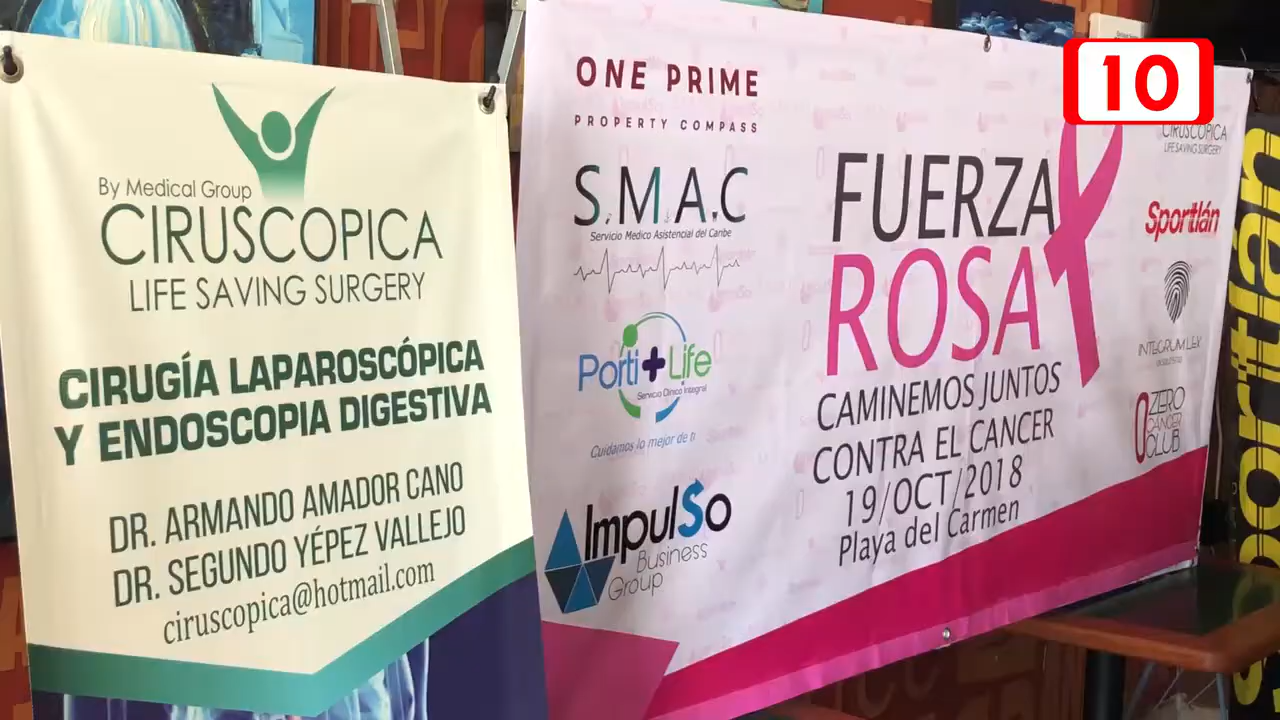 By Medical Group
CIRUSCOPICA
LIFE SAVING SURGERY
CIRUGÍA LAPAROSCÓPICA
Y ENDOSCOPIA DIGESTIVA
DR. ARMANDO AMADOR CANO
DR. SEGUNDO YÉPEZ VALLEJO
ciruscopica@hotmail.com
ONE PRIME
PROPERTY COMPASS
S.M.A.C
Servicio Medico Asistencial del Caribe
Porti+Life
Servicio Clínico Integral
Cuidamos lo mejor de ti
ImpulSo
Business
Group
FUERZA
ROSA
CAMINEMOS JUNTOS
CONTRA EL CANCER
19/OCT/2018
Playa del Carmen
10
CIRUSCOPICA
LIFE SAVING SURGERY
Sportlán
INTEGRUM LEX
ZERO
CANCER
CLUB
portlán